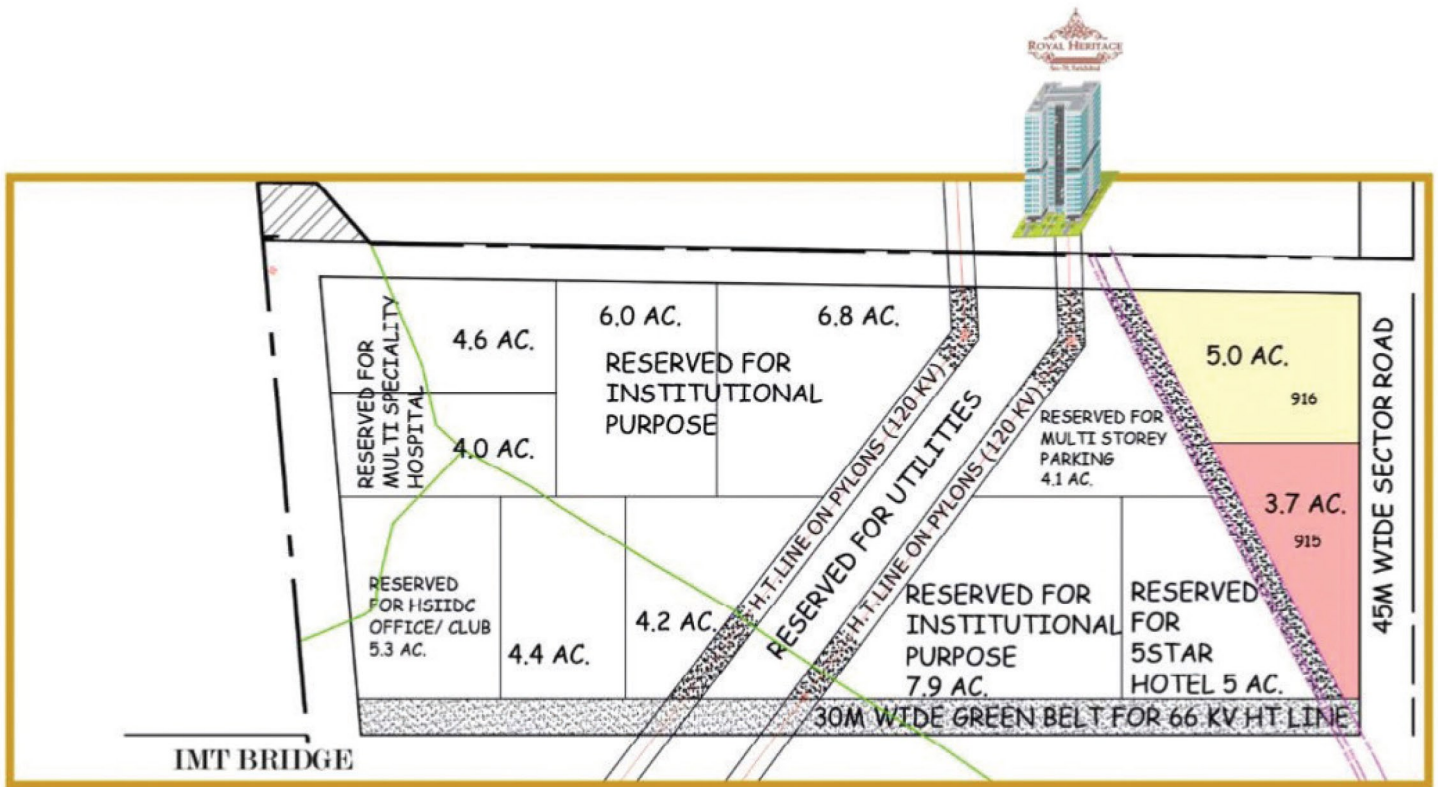 ROYAL HERITAGE
Sec-70, Faridabad
RESERVED FOR
MULTI SPECIALITY
HOSPITAL
4.6 AC.
4.0 AC.
6.0 AC.
6.8 AC.
RESERVED FOR
INSTITUTIONAL
PURPOSE
H.T.LINE ON PYLONS (120 KV)
RESERVED FOR UTILITIES
H.T.LINE ON PYLONS (120 KV)
RESERVED FOR
MULTI STOREY
PARKING
4.1 AC.
5.0 AC.
916
3.7 AC.
915
45M WIDE SECTOR ROAD
RESERVED
FOR HSIIDC
OFFICE/ CLUB
5.3 AC.
4.4 AC.
4.2 AC.
RESERVED FOR
INSTITUTIONAL
PURPOSE
7.9 AC.
RESERVED
FOR
5STAR
HOTEL 5 AC.
30M WIDE GREEN BELT FOR 66 KV HT LINE
IMT BRIDGE